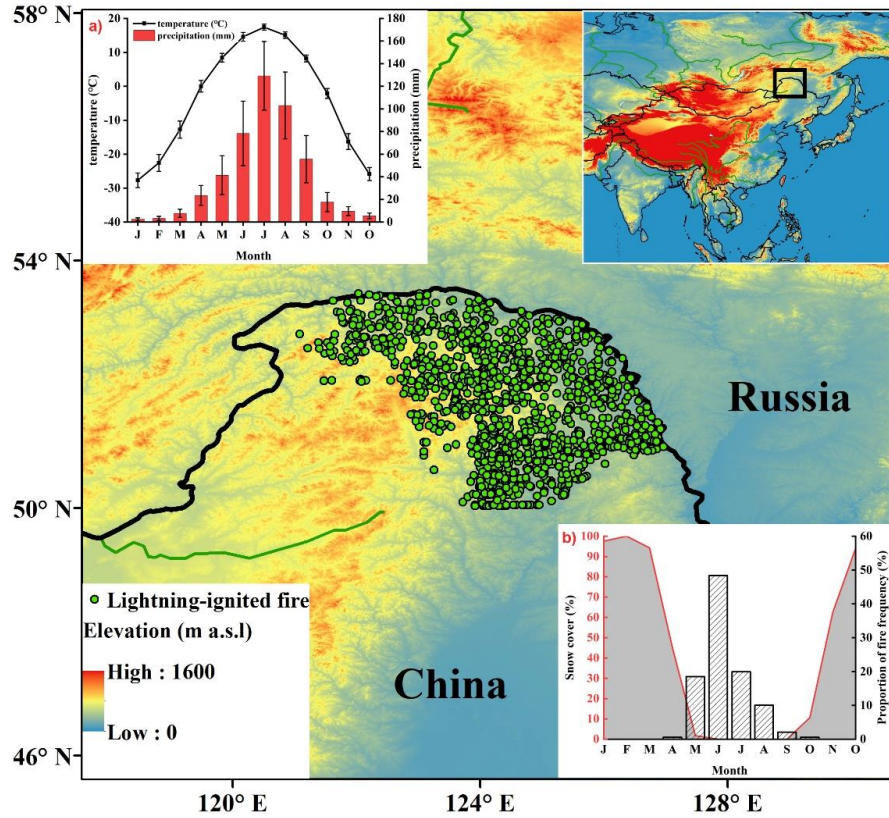 58° N
54° N
50° N
46° N
120° E
124° E
128° E
a)
temperature (°C)
precipitation (mm)
temperature (°C)
20
10
0
-10
-20
-30
-40
precipitation (mm)
180
160
140
120
100
80
60
40
20
0
J F M A M J J A S O N O
Month
Russia
China
Lightning-ignited fire
Elevation (m a.s.l)
High : 1600
Low : 0
b)
Snow cover (%)
100
90
80
70
60
50
40
30
20
10
0
Proportion of fire frequency (%)
60
50
40
30
20
10
0
J F M A M J J A S O N O
Month